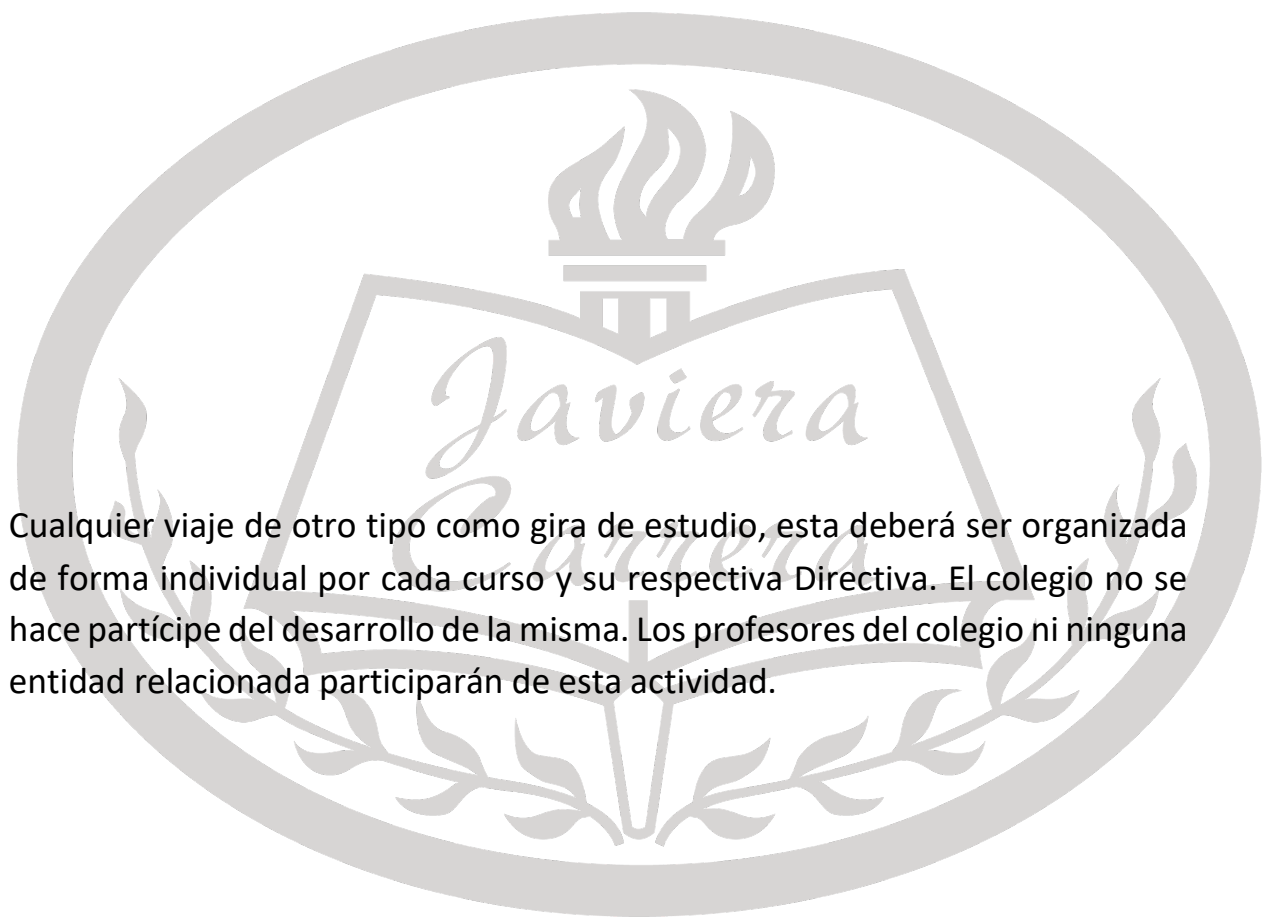 Javiera
Carrera
Cualquier viaje de otro tipo como gira de estudio, esta deberá ser organizada
de forma individual por cada curso y su respectiva Directiva. El colegio no se
hace partícipe del desarrollo de la misma. Los profesores del colegio ni ninguna
entidad relacionada participarán de esta actividad.